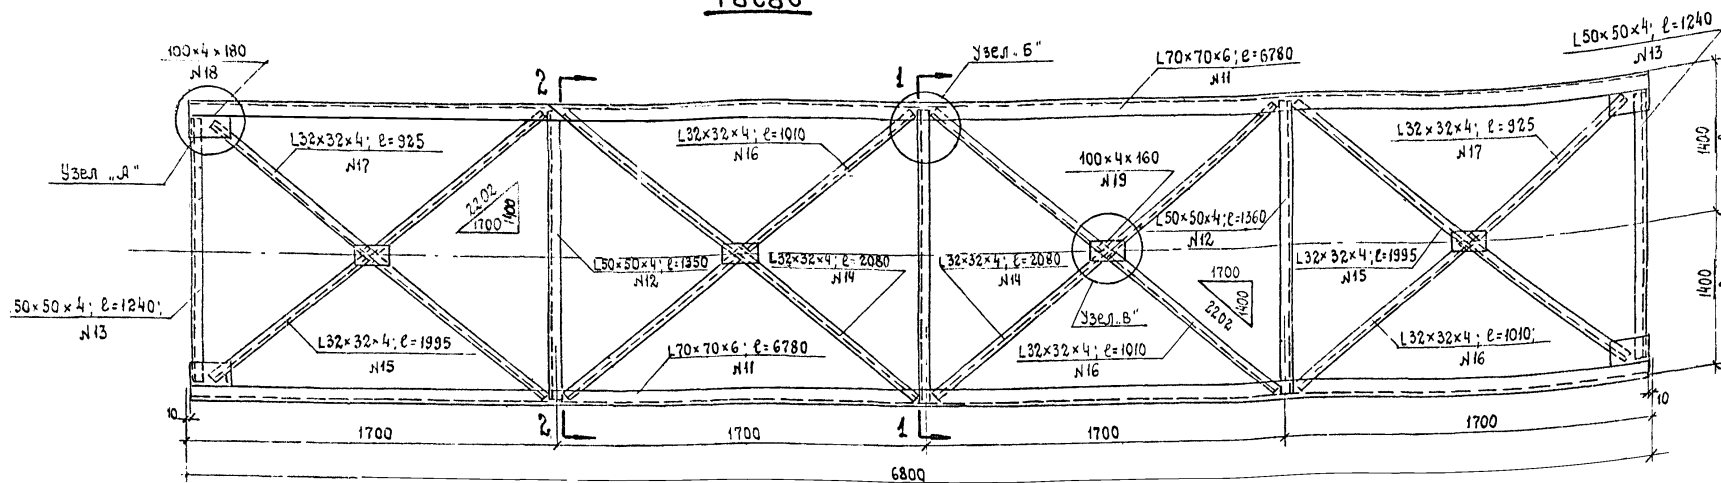 100×4×180
N18
2
1
Узел „Б"
L70×70×6; ℓ=6780
N11
L50×50×4; ℓ=1240
N13
L32×32×4; ℓ=925
N17
L32×32×4; ℓ=1010
N16
100×4×160
N19
L32×32×4; ℓ=925
N17
1400
Узел „А"
2202
1700
1400
L50×50×4; ℓ=1360
N12
L50×50×4; ℓ=1350
N12
L32×32×4; ℓ=2080
N14
L32×32×4; ℓ=2080
N14
1700
1400
2202
L32×32×4; ℓ=1995
N15
1400
50×50×4; ℓ=1240;
N13
L32×32×4; ℓ=1995
N15
L70×70×6; ℓ=6780
N11
Узел „В"
L32×32×4; ℓ=1010
N16
L32×32×4; ℓ=1010;
N16
10
2
1
10
1700
1700
1700
1700
6800